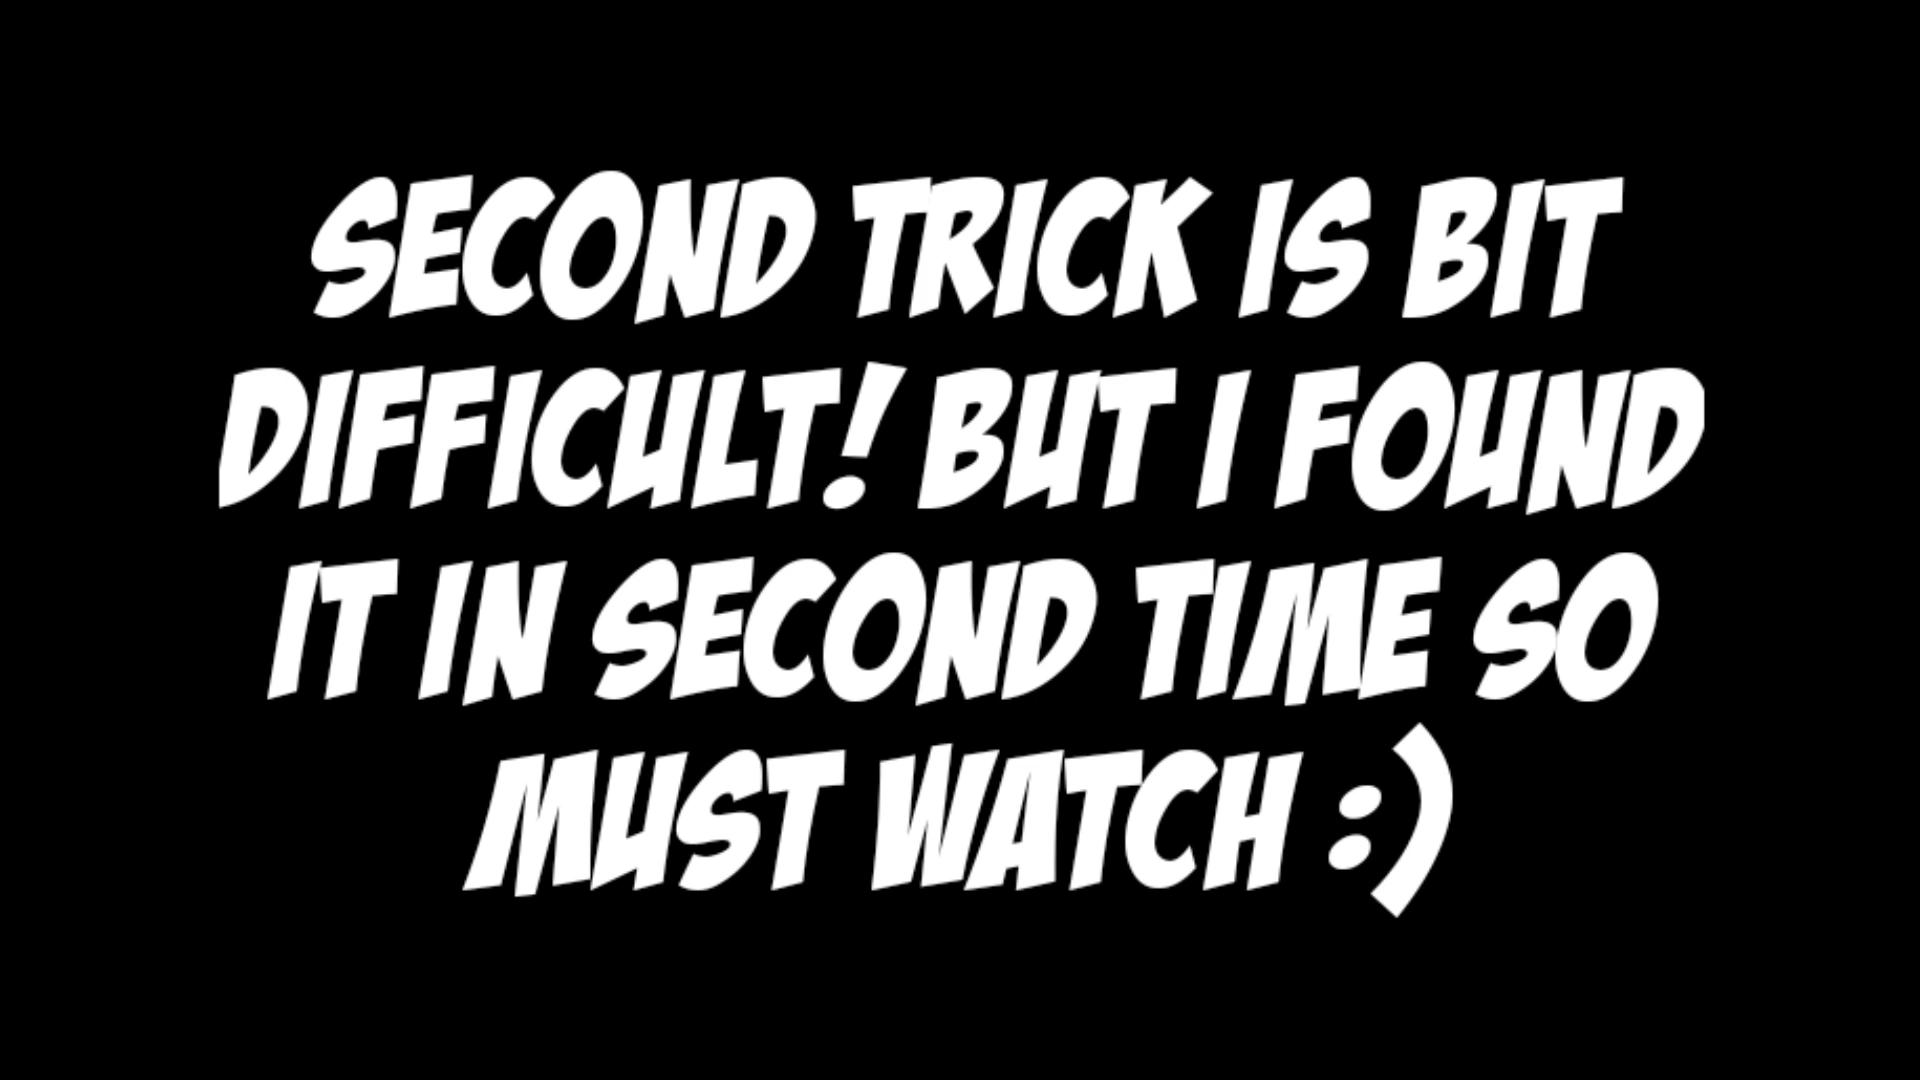 SECOND TRICK IS BIT
DIFFICULT! BUT I FOUND
IT IN SECOND TIME SO
MUST WATCH :)